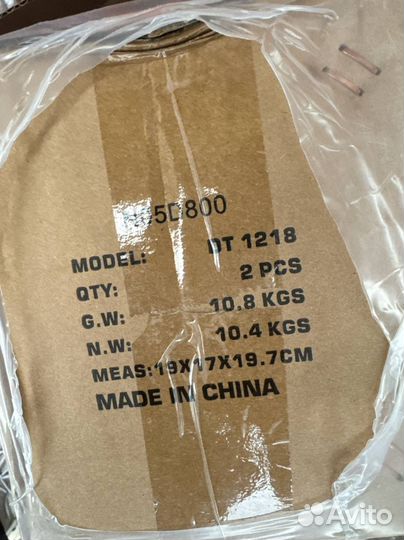 MODEL: DT 1218
QTY: 2 PCS
G.W: 10.8 KGS
N.W: 10.4 KGS
MEAS:19X17X19.7CM
MADE IN CHINA
Avito